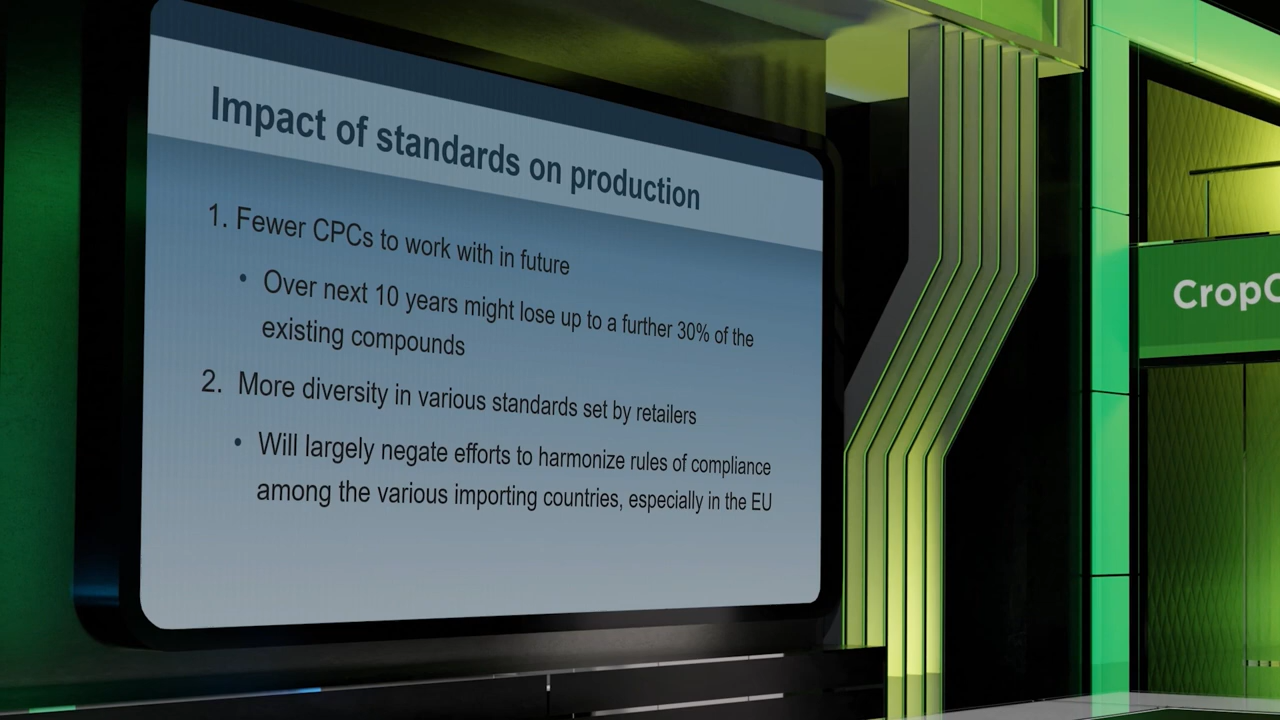 Impact of standards on production
1. Fewer CPCs to work with in future
• Over next 10 years might lose up to a further 30% of the
existing compounds
2. More diversity in various standards set by retailers
• Will largely negate efforts to harmonize rules of compliance
among the various importing countries, especially in the EU
CropC